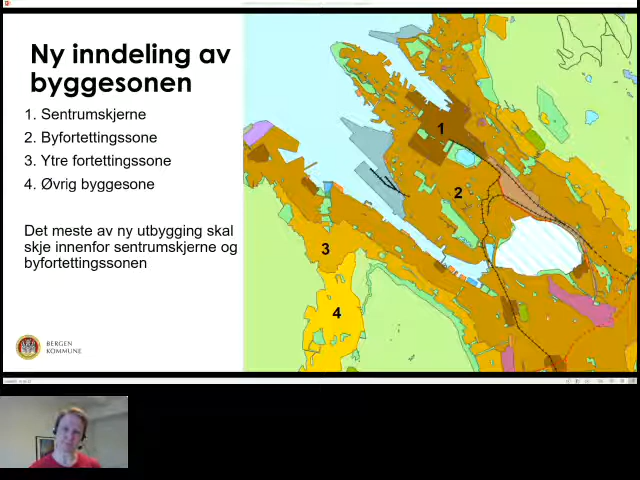 Ny inndeling av
byggesonen
1. Sentrumskjerne
2. Byfortettingssone
3. Ytre fortettingssone
4. Øvrig byggesone
Det meste av ny utbygging skal
skje innenfor sentrumskjerne og
byfortettingssonen
BERGEN
KOMMUNE
1
2
3
4